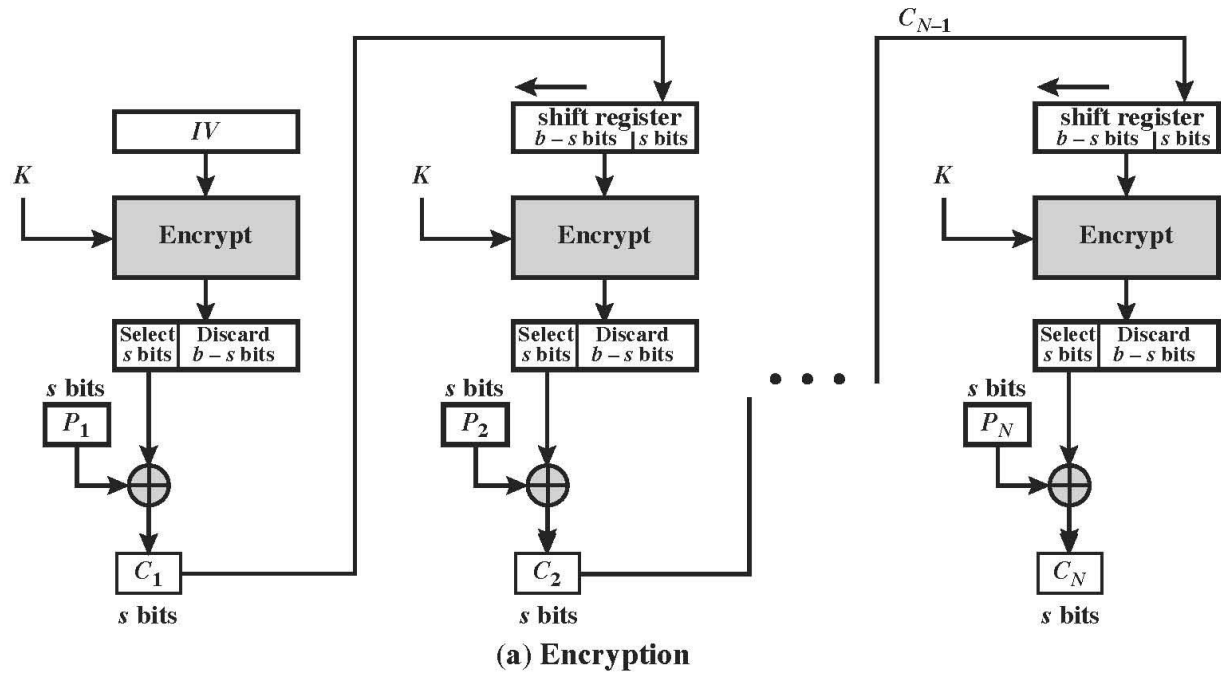 C_{N–1}
IV
shift register
b – s bits | s bits
shift register
b – s bits | s bits
K
Encrypt
K
Encrypt
K
Encrypt
Select
s bits
Discard
b – s bits
Select
s bits
Discard
b – s bits
Select
s bits
Discard
b – s bits
s bits
P_1
s bits
P_2
s bits
P_N
C_1
s bits
C_2
s bits
C_N
s bits
(a) Encryption